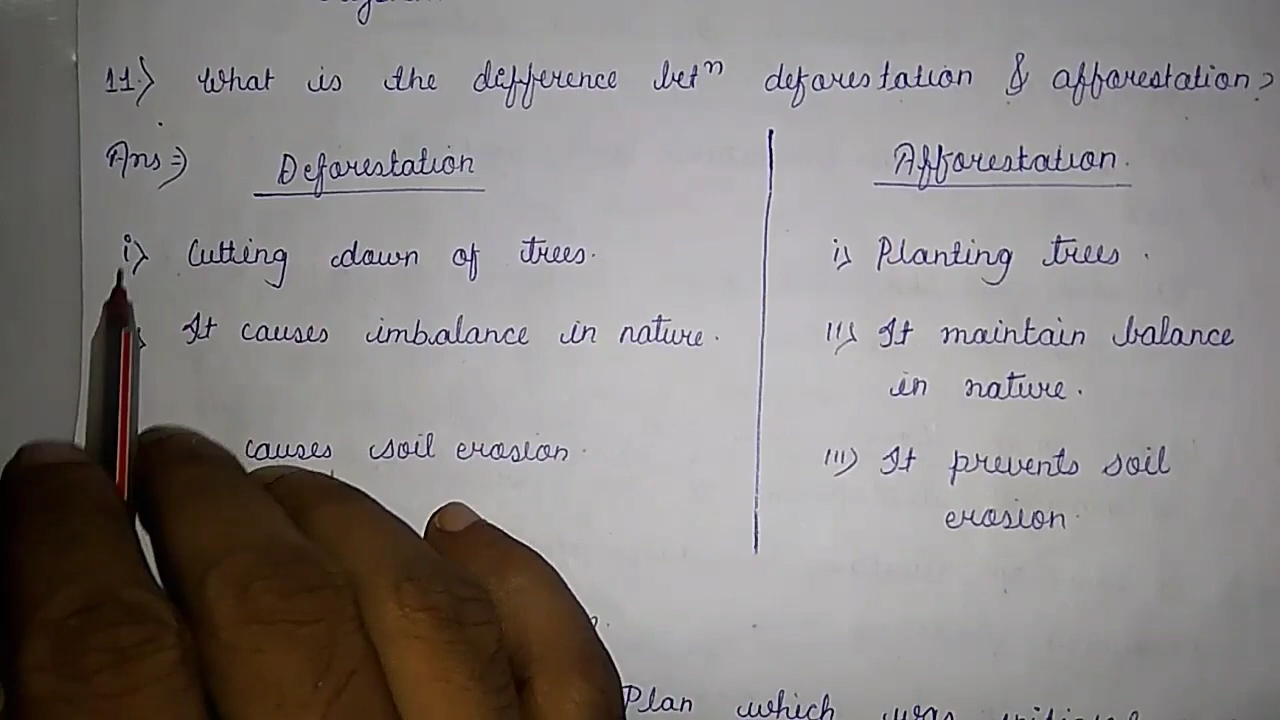 11.) What is the difference betⁿ deforestation & afforestation?
Ans⇒) Deforestation
Afforestation.
i) Cutting down of trees.
i) Planting trees.
It causes imbalance in nature.
ii) It maintain balance
in nature.
causes soil erosion.
iii) It prevents soil
erosion.
Plan which was